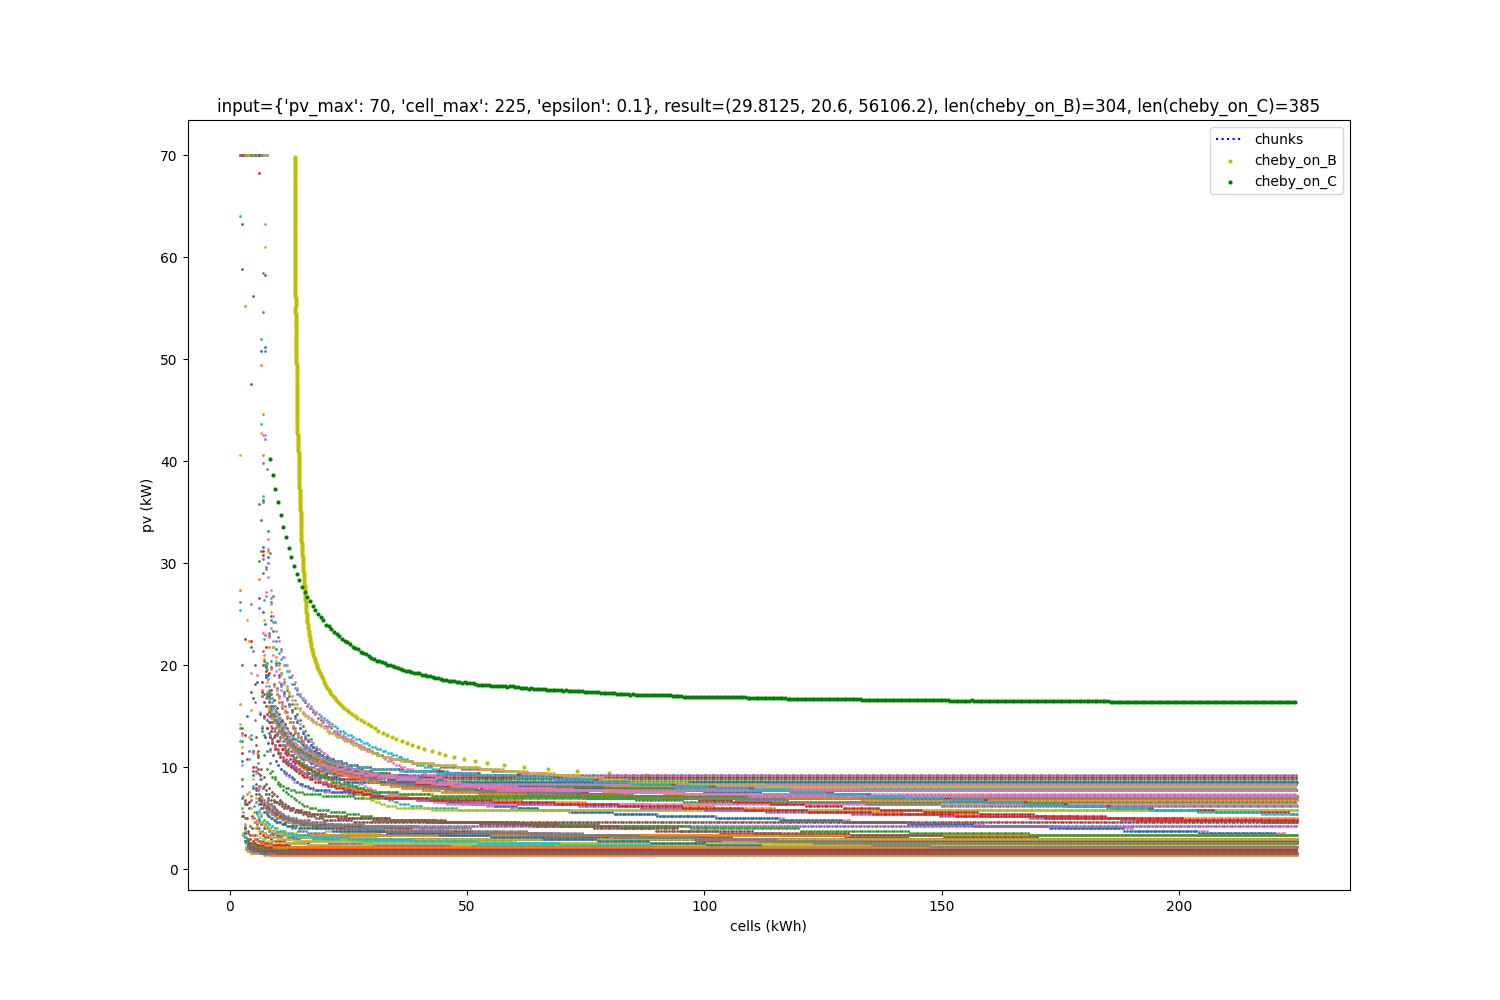 input={'pv_max': 70, 'cell_max': 225, 'epsilon': 0.1}, result=(29.8125, 20.6, 56106.2), len(cheby_on_B)=304, len(cheby_on_C)=385
chunks
cheby_on_B
cheby_on_C
70
60
50
40
30
20
10
0
pv (kW)
0
50
100
150
200
cells (kWh)